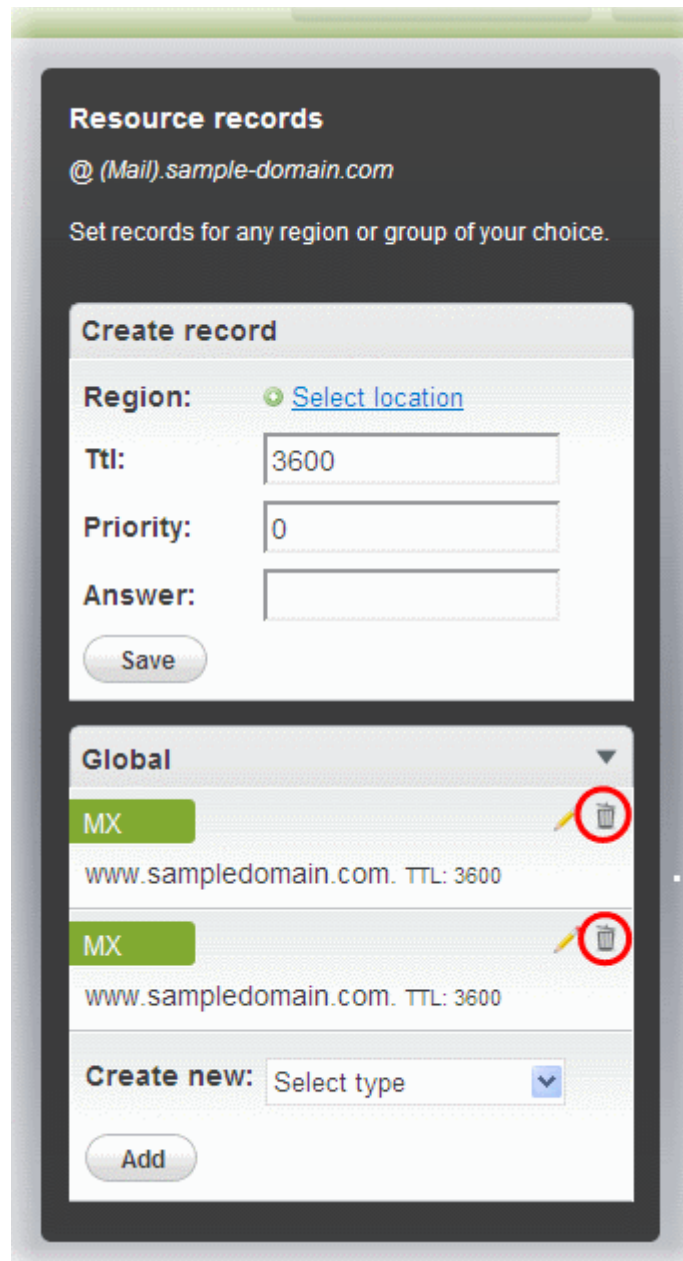 Resource records
@ (Mail).sample-domain.com
Set records for any region or group of your choice.
Create record
Region: Select location
Ttl: 3600
Priority: 0
Answer:
Save
Global
MX
www.sampledomain.com. TTL: 3600
MX
www.sampledomain.com. TTL: 3600
Create new: Select type
Add